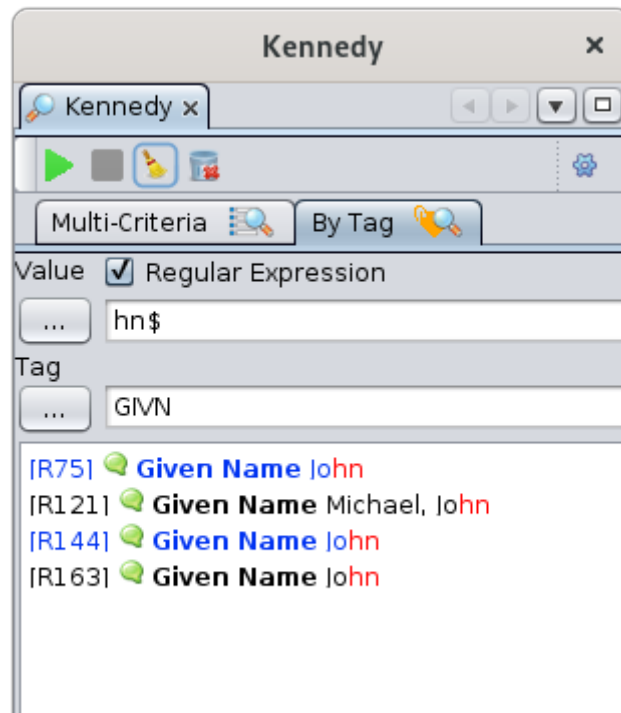 Kennedy
Kennedy
Multi-Criteria By Tag
Value Regular Expression
... hn$
Tag
... GIVN
[R75] Given Name John
[R121] Given Name Michael, John
[R144] Given Name John
[R163] Given Name John